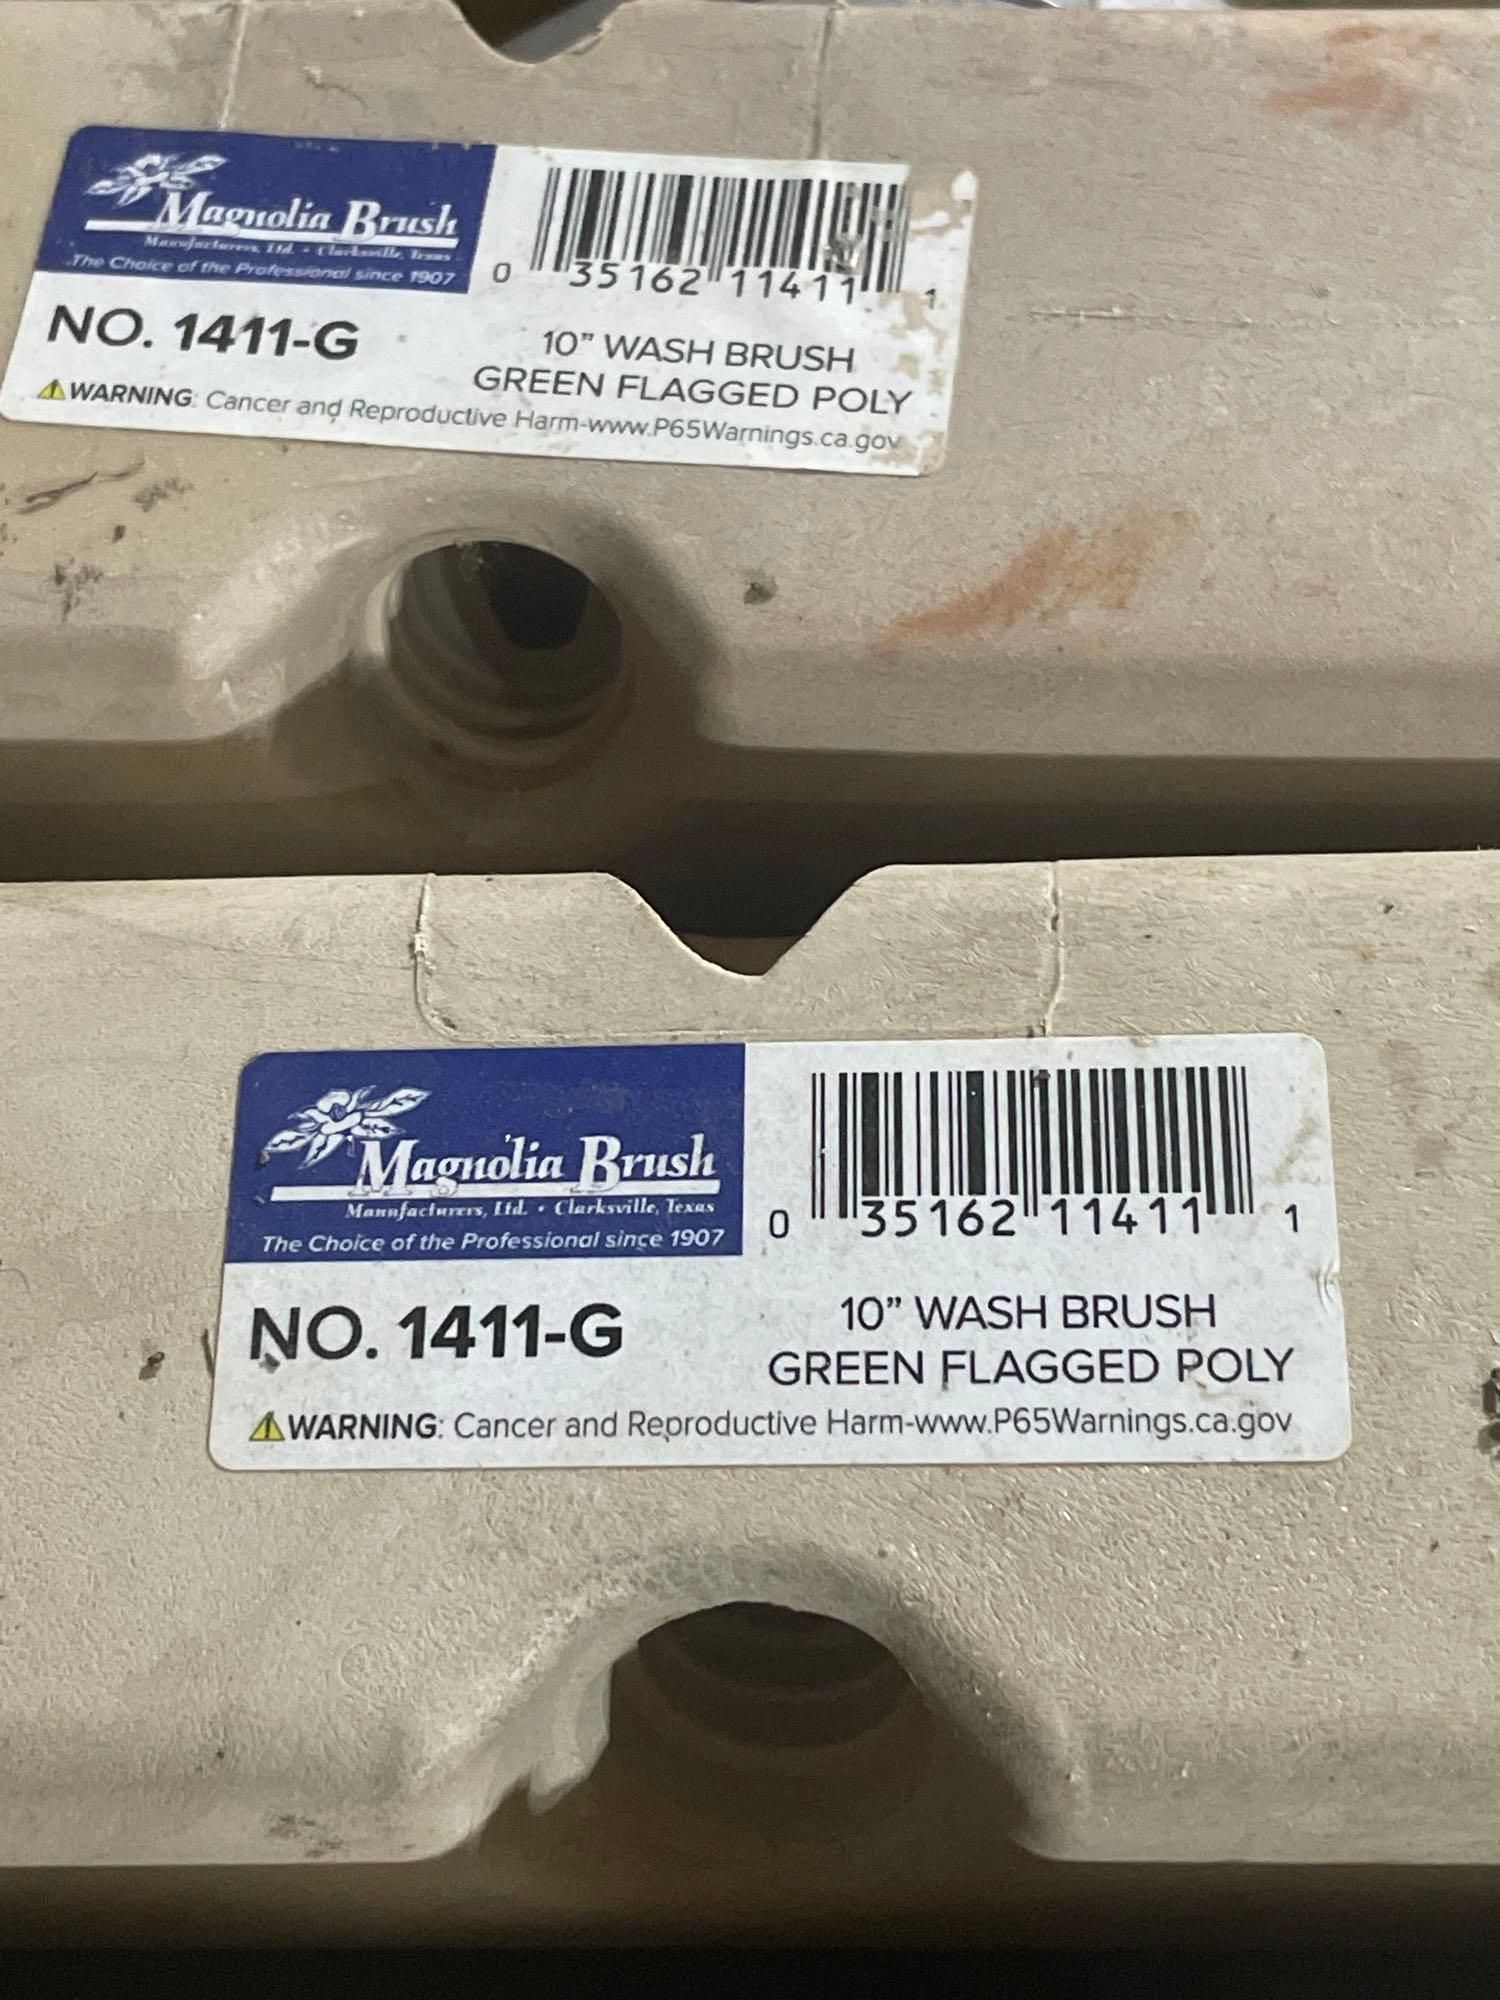 Magnolia Brush
Manufacturers, Ltd. • Clarksville, Texas
The Choice of the Professional since 1907
0 35162 11411 1
NO. 1411-G
10” WASH BRUSH
GREEN FLAGGED POLY
WARNING: Cancer and Reproductive Harm-www.P65Warnings.ca.gov
Magnolia Brush
Manufacturers, Ltd. • Clarksville, Texas
The Choice of the Professional since 1907
0 35162 11411 1
NO. 1411-G
10” WASH BRUSH
GREEN FLAGGED POLY
WARNING: Cancer and Reproductive Harm-www.P65Warnings.ca.gov